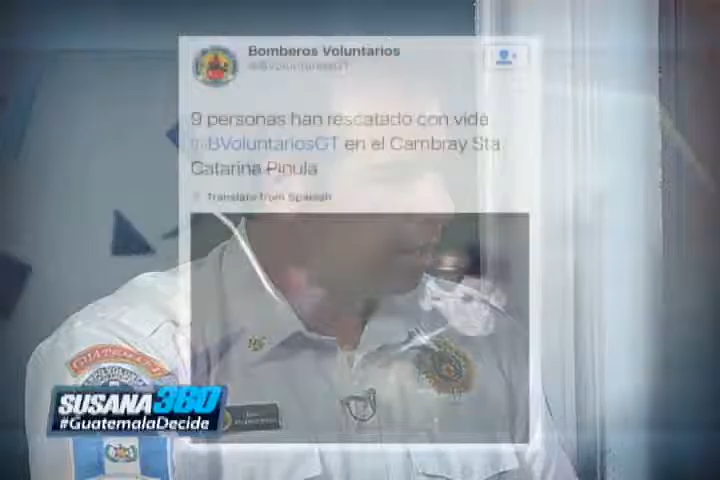 Bomberos Voluntarios
@BVoluntariosGT
9 personas han rescatado con vida
@BVoluntariosGT en el Cambray Sta.
Catarina Pinula
Translate from Spanish
GUATEMALA
SUSANA360
#GuatemalaDecide